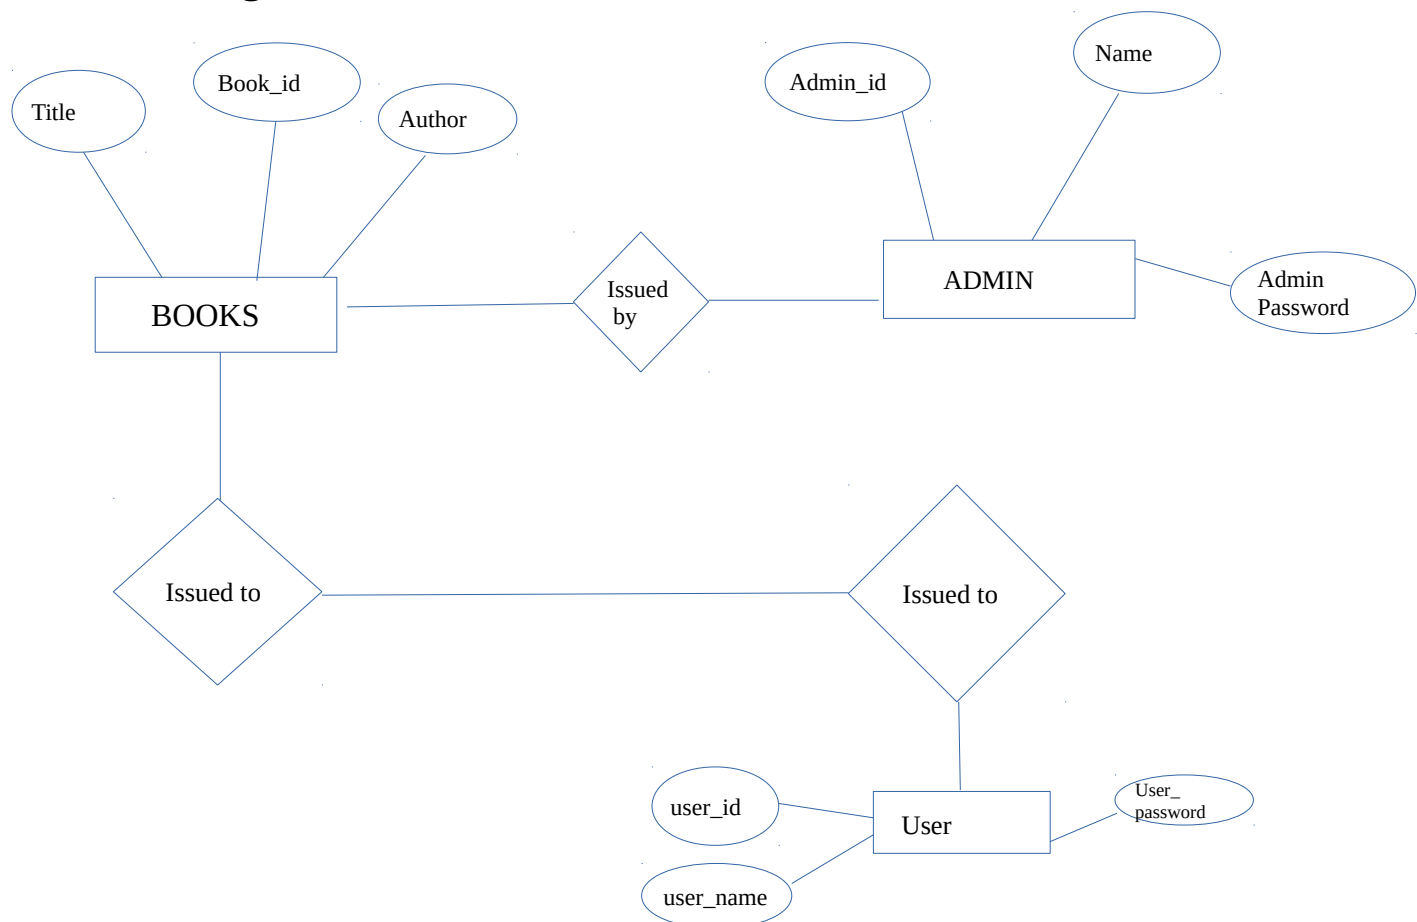 Name
Admin_id
Book_id
Title
Author
Admin
Password
ADMIN
Issued
by
BOOKS
Issued to
Issued to
User_
password
user_id
User
user_name